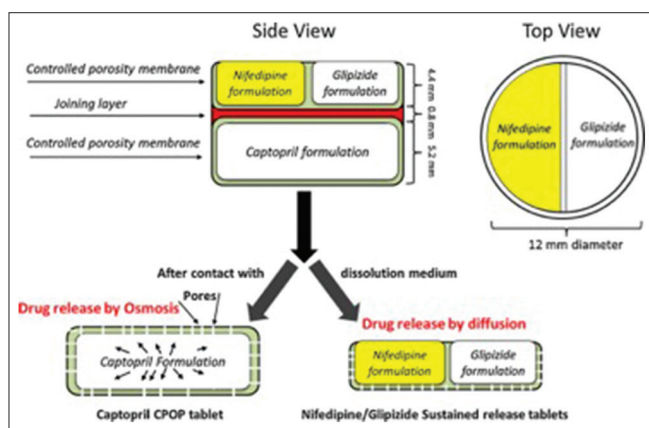 Side View
Top View
Controlled porosity membrane
Joining layer
Controlled porosity membrane
Nifedipine
formulation
Glipizide
formulation
Captopril formulation
4.4 mm
0.8 mm
5.2 mm
Nifedipine
formulation
Glipizide
formulation
12 mm diameter
After contact with
dissolution medium
Drug release by Osmosis
Pores
Captopril Formulation
Captopril CPOP tablet
Drug release by diffusion
Nifedipine
formulation
Glipizide
formulation
Nifedipine/Glipizide Sustained release tablets